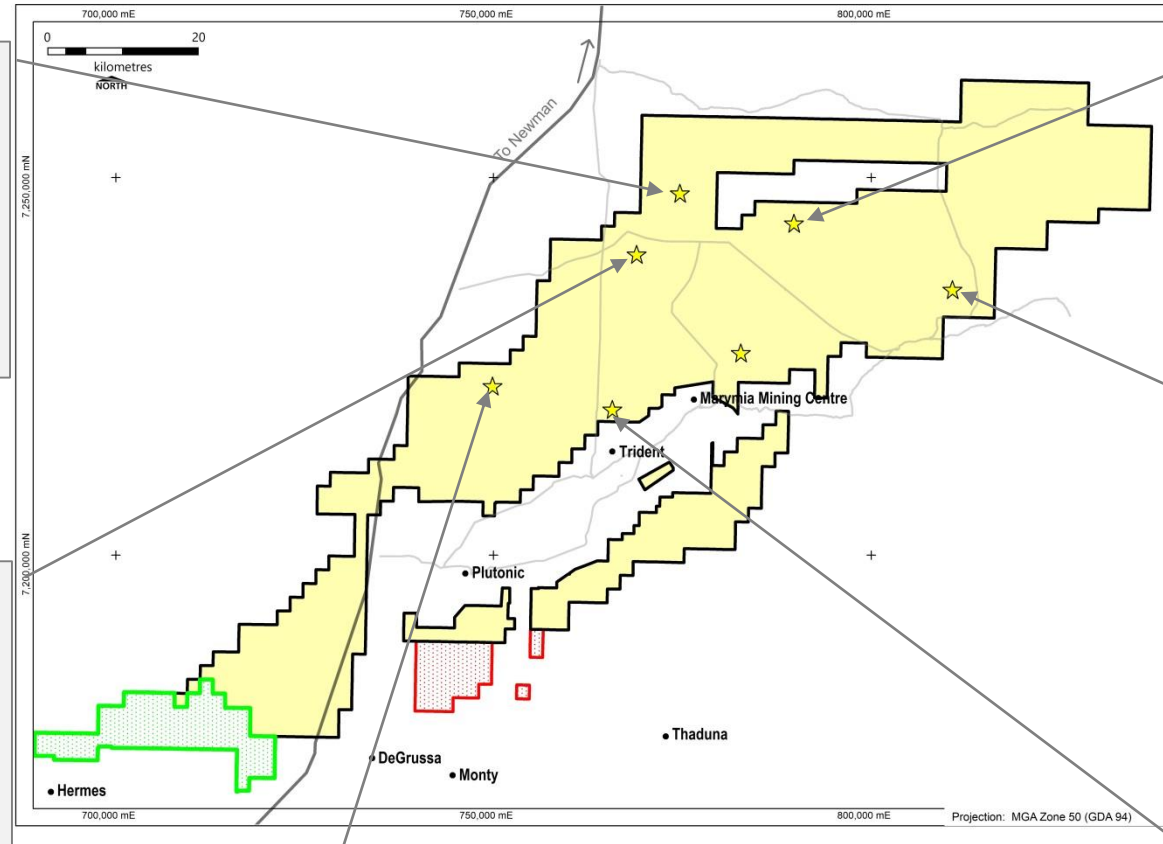 700,000 mE
750,000 mE
800,000 mE
0 20
kilometres
NORTH
To Newman
7,250,000 mN
Marymia Mining Centre
Trident
7,200,000 mN
Plutonic
Thaduna
DeGrussa
Monty
Hermes
700,000 mE
750,000 mE
800,000 mE
Projection: MGA Zone 50 (GDA 94)